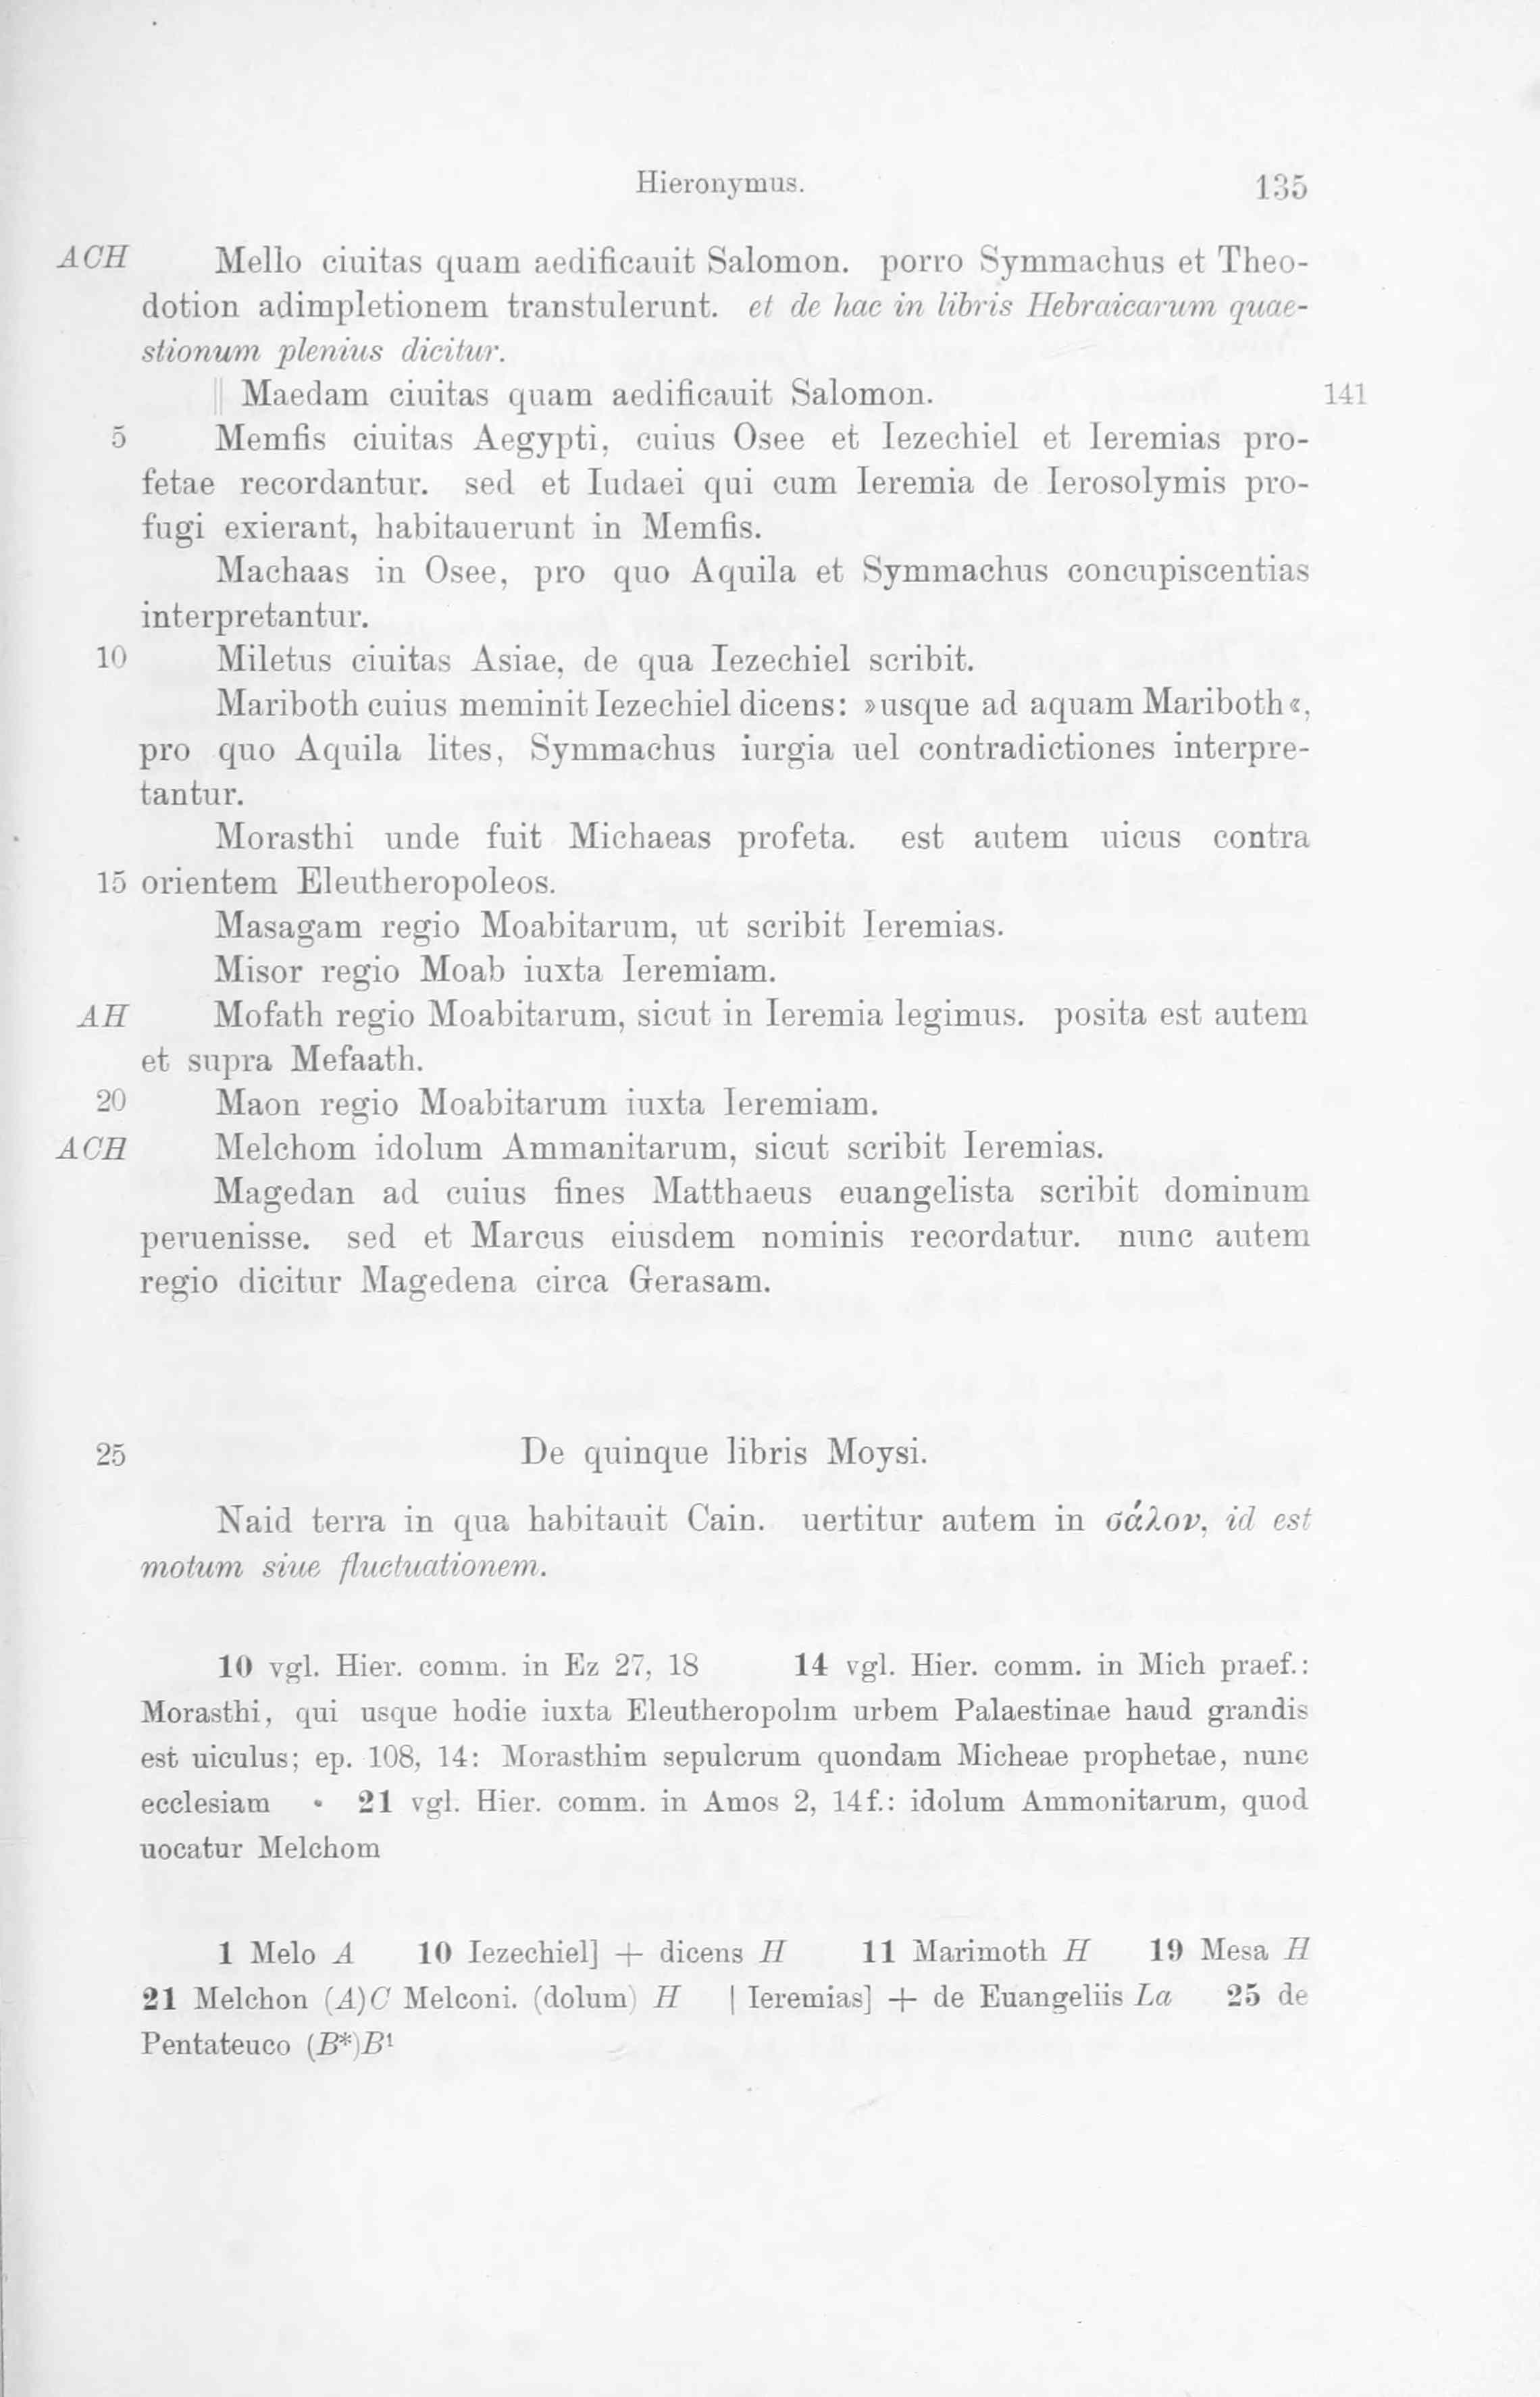 Hieronymus. 135
ACH Mello ciuitas quam aedificauit Salomon. porro Symmachus et Theo-
dotion adimpletionem transtulerunt. et de hac in libris Hebraicarum quae-
stionum plenius dicitur.
|| Maedam ciuitas quam aedificauit Salomon. 141
5 Memfis ciuitas Aegypti, cuius Osee et Iezechiel et Ieremias pro-
fetae recordantur. sed et Iudaei qui cum Ieremia de Ierosolymis pro-
fugi exierant, habitauerunt in Memfis.
Machaas in Osee, pro quo Aquila et Symmachus concupiscentias
interpretantur.
10 Miletus ciuitas Asiae, de qua Iezechiel scribit.
Mariboth cuius meminit Iezechiel dicens: »usque ad aquam Mariboth«,
pro quo Aquila lites, Symmachus iurgia uel contradictiones interpre-
tantur.
Morasthi unde fuit Michaeas profeta. est autem uicus contra
15 orientem Eleutheropoleos.
Masagam regio Moabitarum, ut scribit Ieremias.
Misor regio Moab iuxta Ieremiam.
AH Mofath regio Moabitarum, sicut in Ieremia legimus. posita est autem
et supra Mefaath.
20 Maon regio Moabitarum iuxta Ieremiam.
ACH Melchom idolum Ammanitarum, sicut scribit Ieremias.
Magedan ad cuius fines Matthaeus euangelista scribit dominum
peruenisse. sed et Marcus eiusdem nominis recordatur. nunc autem
regio dicitur Magedena circa Gerasam.
25 De quinque libris Moysi.
Naid terra in qua habitauit Cain. uertitur autem in σάλον, id est
motum siue fluctuationem.
10 vgl. Hier. comm. in Ez 27, 18 14 vgl. Hier. comm. in Mich praef.:
Morasthi, qui usque hodie iuxta Eleutheropolim urbem Palaestinae haud grandis
est uiculus; ep. 108, 14: Morasthim sepulcrum quondam Micheae prophetae, nunc
ecclesiam • 21 vgl. Hier. comm. in Amos 2, 14f.: idolum Ammonitarum, quod
uocatur Melchom
1 Melo A 10 Iezechiel] + dicens H 11 Marimoth H 19 Mesa H
21 Melchon (A)C Melconi. (dolum) H | Ieremias] + de Euangeliis La 25 de
Pentateuco (B*)B¹